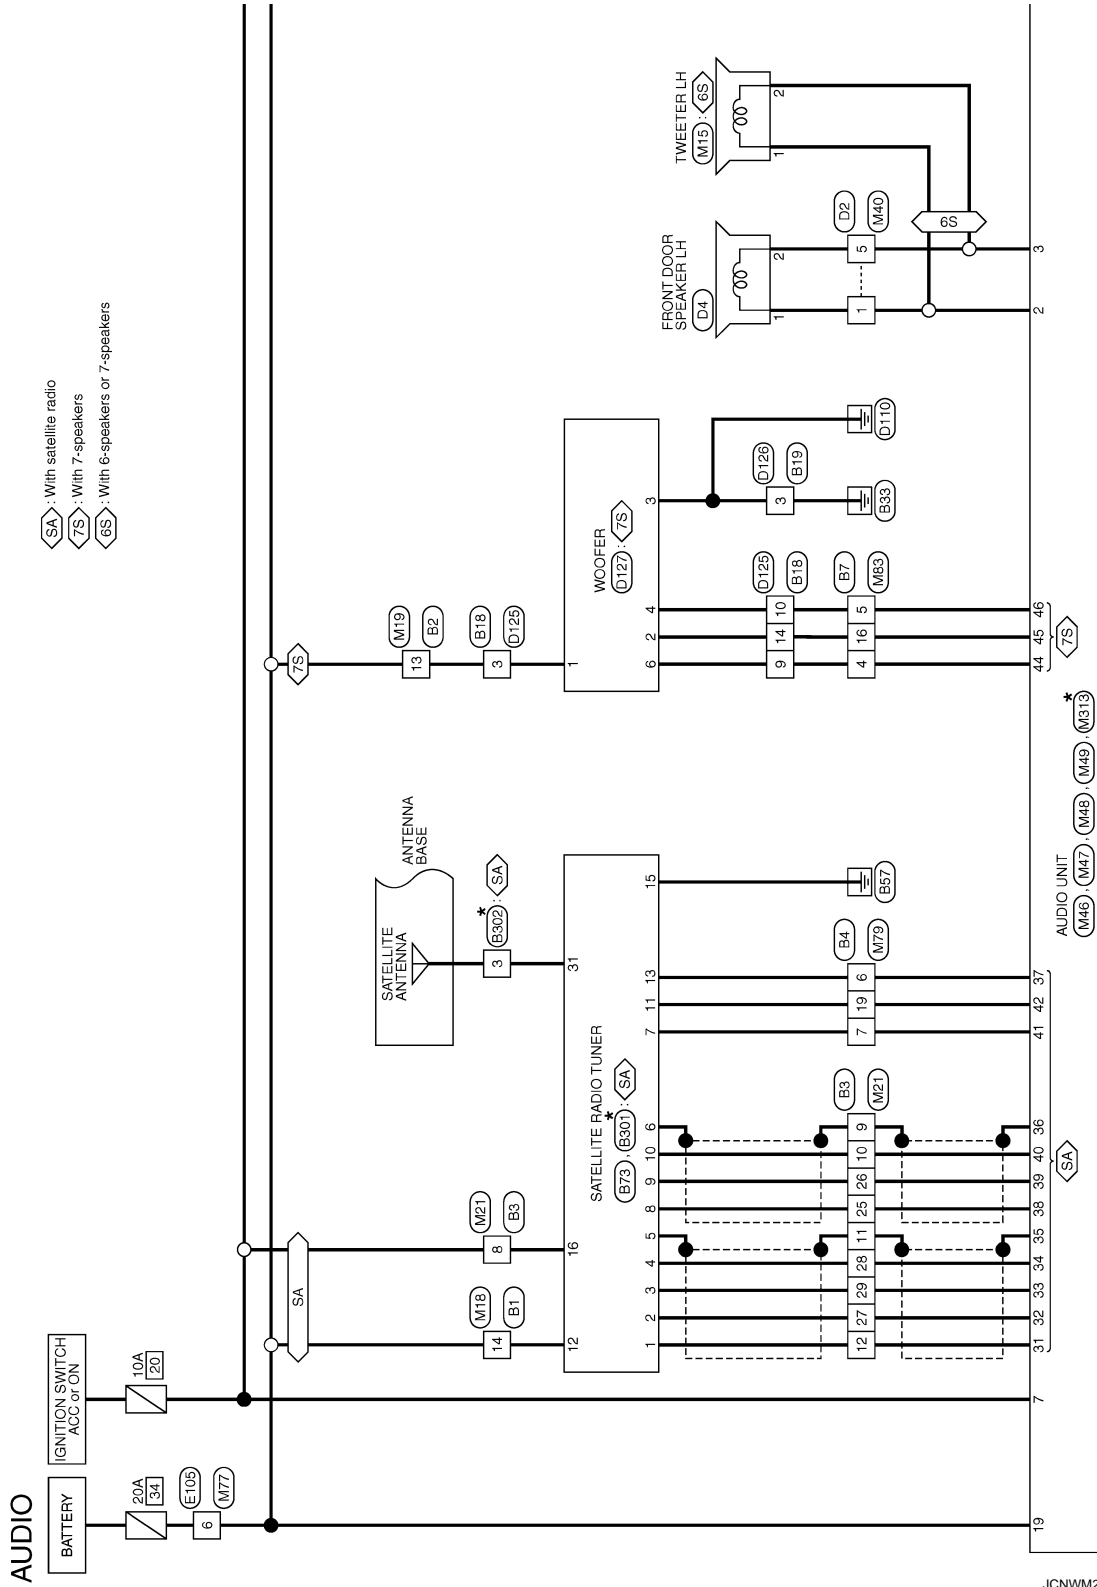 AUDIO
BATTERY
20A
34
E105
6
M77
IGNITION SWITCH
ACC or ON
10A
20
SA : With satellite radio
7S : With 7-speakers
6S : With 6-speakers or 7-speakers
SA
M18
14
B1
M21
8
B3
SATELLITE
ANTENNA
ANTENNA
BASE
3
B302 * : SA
7S
M19
13
B2
B18
3
D125
12
16
31
SATELLITE RADIO TUNER
B73 , B301 * : SA
1
2
3
4
5
8
9
10
6
7
11
13
15
1
WOOFER
D127 : 7S
6
2
4
3
FRONT DOOR
SPEAKER LH
D4
1
2
TWEETER LH
M15 : 6S
1
2
D125
9
14
10
B18
D126
3
B19
B3
12
27
29
28
11
25
26
10
9
M21
B4
7
19
6
M79
B57
B7
4
16
5
M83
B33
D110
D2
1
5
M40
6S
19
7
31
32
33
34
35
38
39
40
36
41
42
37
44
45
46
2
3
SA
7S
AUDIO UNIT
M46 , M47 , M48 , M49 , M313 *
JCNWM2